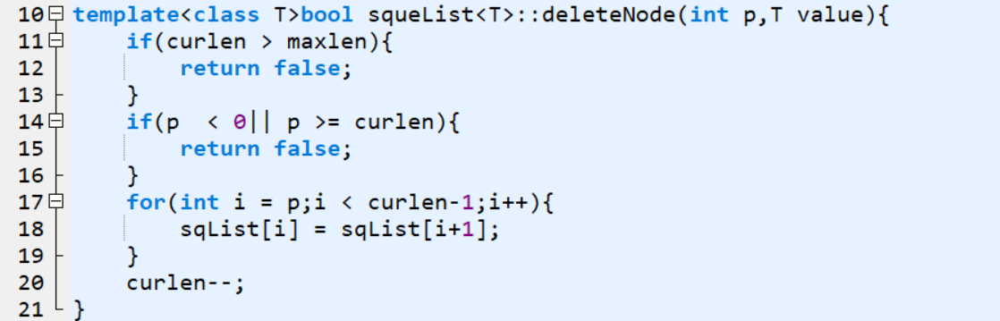 10 template<class T>bool squeList<T>::deleteNode(int p,T value){
11     if(curlen > maxlen){
12         return false;
13     }
14     if(p  < 0|| p >= curlen){
15         return false;
16     }
17     for(int i = p;i < curlen-1;i++){
18         sqList[i] = sqList[i+1];
19     }
20     curlen--;
21 }